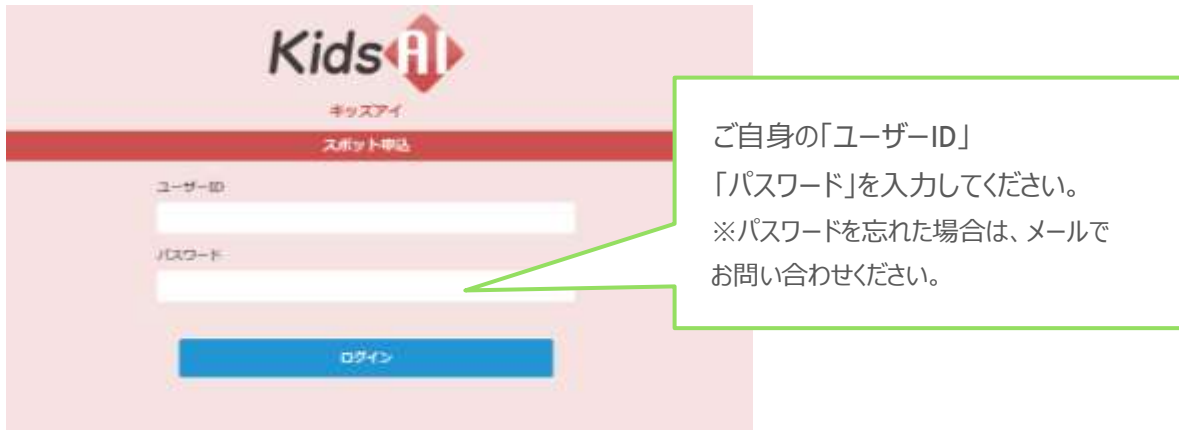 KidsAI
キッズアイ
スポット申込
ユーザーID
パスワード
ログイン
ご自身の「ユーザーID」
「パスワード」を入力してください。
※パスワードを忘れた場合は、メールで
お問い合わせください。